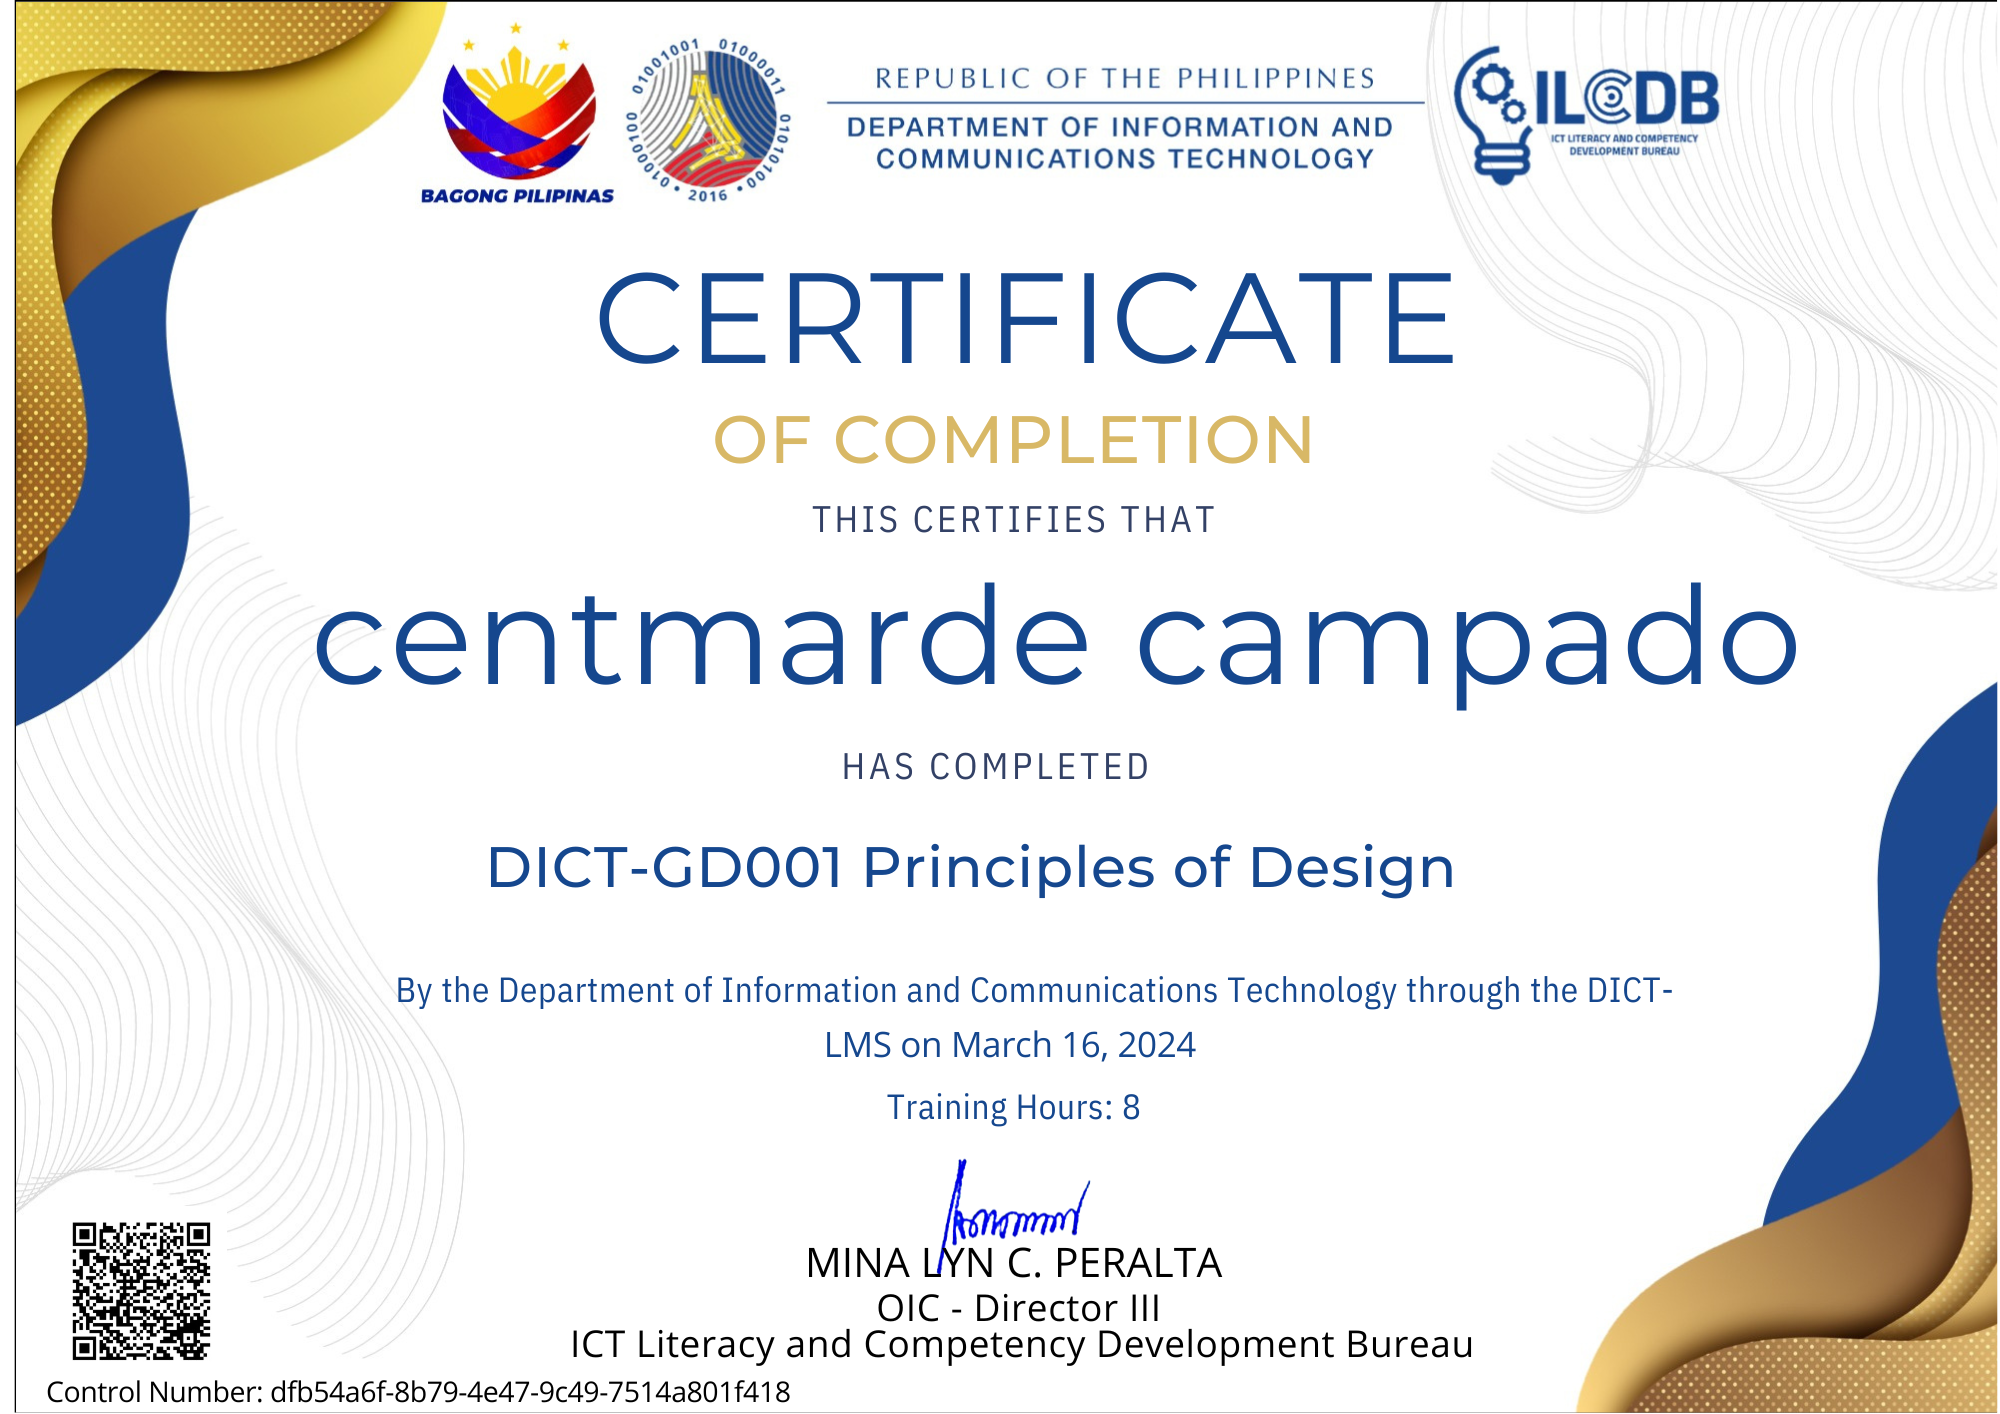 BAGONG PILIPINAS
01001001 01000011 01010100 01000100 • 2016 •
REPUBLIC OF THE PHILIPPINES
DEPARTMENT OF INFORMATION AND
COMMUNICATIONS TECHNOLOGY
ILCDB
ICT LITERACY AND COMPETENCY
DEVELOPMENT BUREAU
CERTIFICATE
OF COMPLETION
THIS CERTIFIES THAT
centmarde campado
HAS COMPLETED
DICT-GD001 Principles of Design
By the Department of Information and Communications Technology through the DICT-
LMS on March 16, 2024
Training Hours: 8
MINA LYN C. PERALTA
OIC - Director III
ICT Literacy and Competency Development Bureau
Control Number: dfb54a6f-8b79-4e47-9c49-7514a801f418